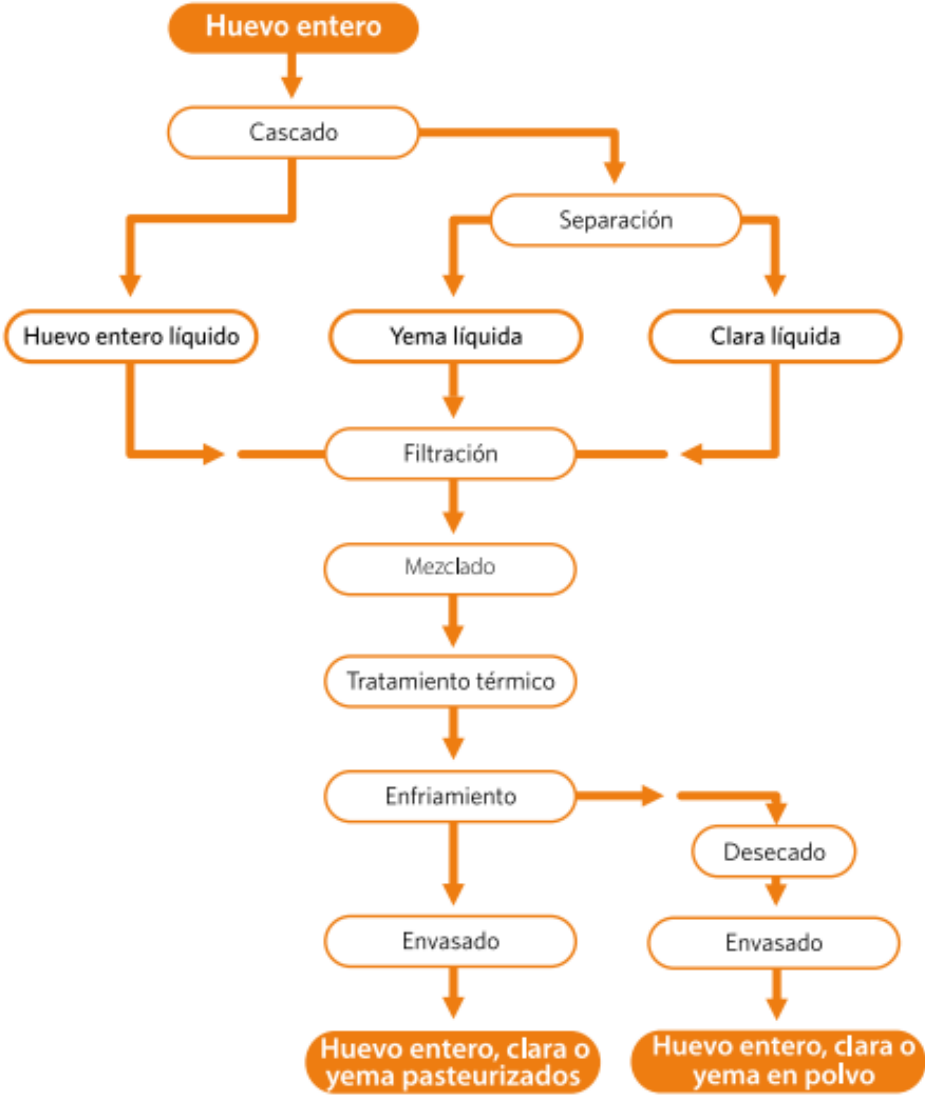 Huevo entero
Cascado
Separación
Huevo entero líquido
Yema líquida
Clara líquida
Filtración
Mezclado
Tratamiento térmico
Enfriamiento
Desecado
Envasado
Envasado
Huevo entero, clara o
yema pasteurizados
Huevo entero, clara o
yema en polvo